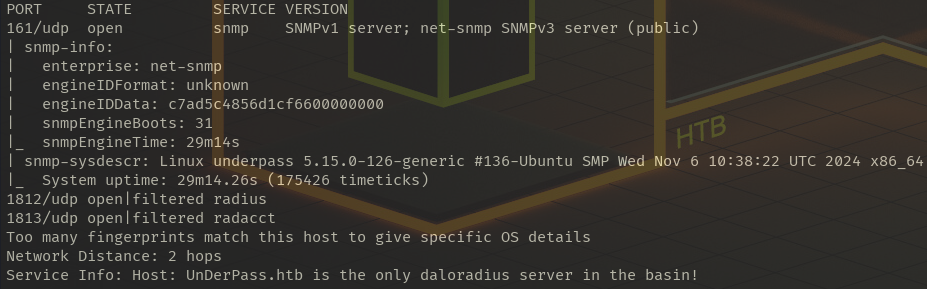 PORT     STATE         SERVICE VERSION
161/udp  open          snmp    SNMPv1 server; net-snmp SNMPv3 server (public)
| snmp-info:
|   enterprise: net-snmp
|   engineIDFormat: unknown
|   engineIDData: c7ad5c4856d1cf6600000000
|   snmpEngineBoots: 31
|_  snmpEngineTime: 29m14s
| snmp-sysdescr: Linux underpass 5.15.0-126-generic #136-Ubuntu SMP Wed Nov 6 10:38:22 UTC 2024 x86_64
|_  System uptime: 29m14.26s (175426 timeticks)
1812/udp open|filtered radius
1813/udp open|filtered radacct
Too many fingerprints match this host to give specific OS details
Network Distance: 2 hops
Service Info: Host: UnDerPass.htb is the only daloradius server in the basin!
HTB